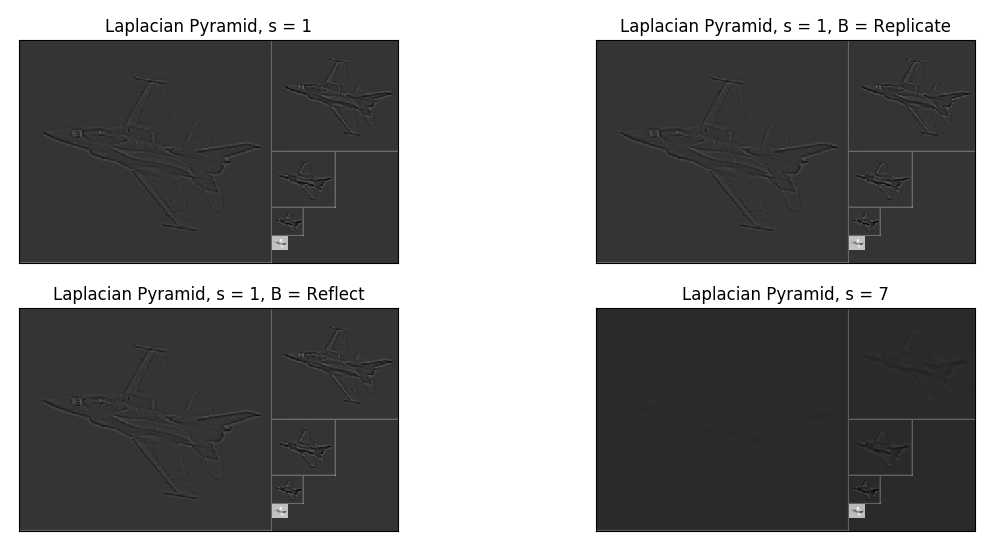 Laplacian Pyramid, s = 1
Laplacian Pyramid, s = 1, B = Replicate
Laplacian Pyramid, s = 1, B = Reflect
Laplacian Pyramid, s = 7